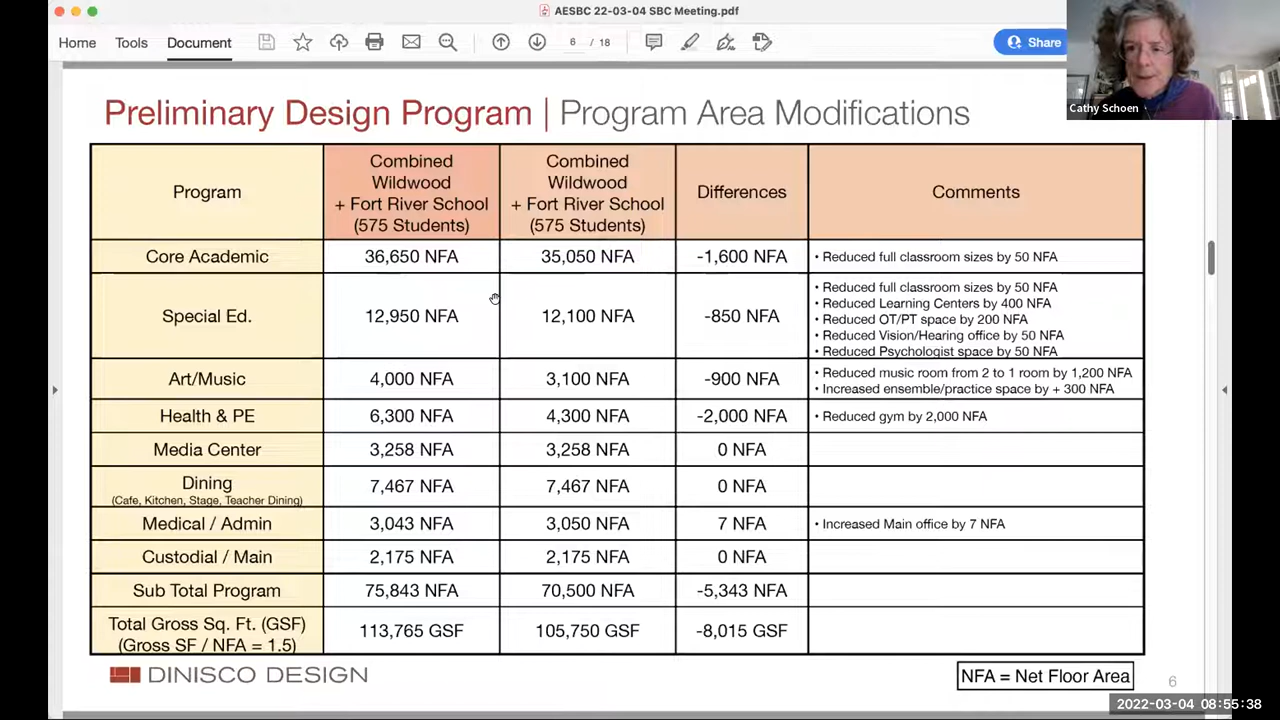 AESBC 22-03-04 SBC Meeting.pdf
Home Tools Document 6 / 18 Share
Cathy Schoen
Preliminary Design Program | Program Area Modifications
Program
Combined
Wildwood
+ Fort River School
(575 Students)
Combined
Wildwood
+ Fort River School
(575 Students)
Differences
Comments
Core Academic 36,650 NFA 35,050 NFA -1,600 NFA • Reduced full classroom sizes by 50 NFA
Special Ed. 12,950 NFA 12,100 NFA -850 NFA
• Reduced full classroom sizes by 50 NFA
• Reduced Learning Centers by 400 NFA
• Reduced OT/PT space by 200 NFA
• Reduced Vision/Hearing office by 50 NFA
• Reduced Psychologist space by 50 NFA
Art/Music 4,000 NFA 3,100 NFA -900 NFA
• Reduced music room from 2 to 1 room by 1,200 NFA
• Increased ensemble/practice space by + 300 NFA
Health & PE 6,300 NFA 4,300 NFA -2,000 NFA • Reduced gym by 2,000 NFA
Media Center 3,258 NFA 3,258 NFA 0 NFA
Dining
(Cafe, Kitchen, Stage, Teacher Dining)
7,467 NFA 7,467 NFA 0 NFA
Medical / Admin 3,043 NFA 3,050 NFA 7 NFA • Increased Main office by 7 NFA
Custodial / Main 2,175 NFA 2,175 NFA 0 NFA
Sub Total Program 75,843 NFA 70,500 NFA -5,343 NFA
Total Gross Sq. Ft. (GSF)
(Gross SF / NFA = 1.5)
113,765 GSF 105,750 GSF -8,015 GSF
DINISCO DESIGN
NFA = Net Floor Area
6
2022-03-04 08:55:38